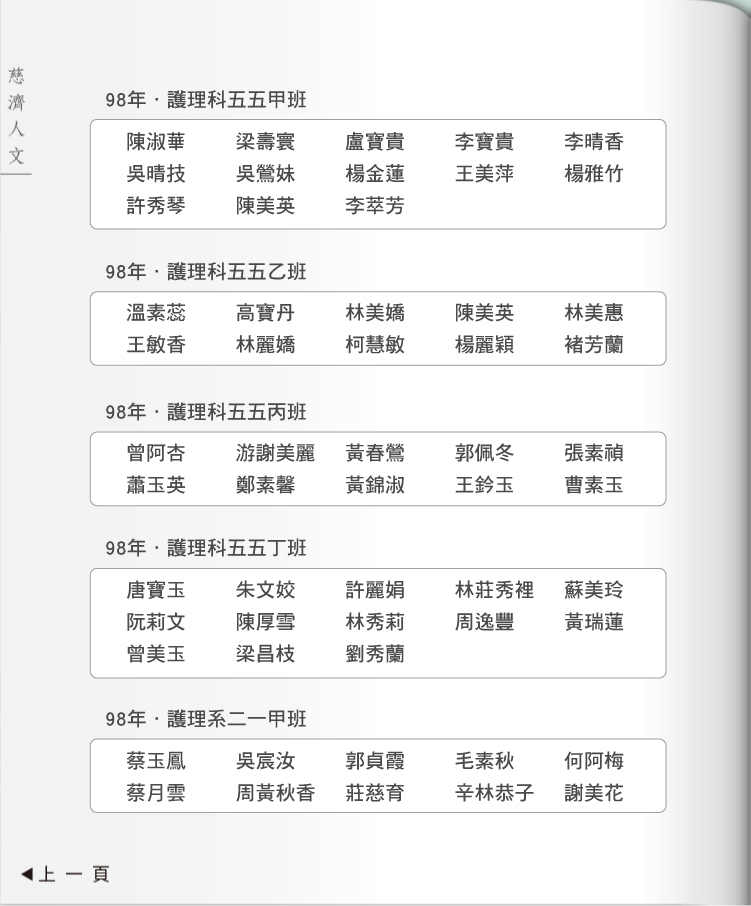 慈濟人文
98年．護理科五五甲班
陳淑華 梁壽寰 盧寶貴 李寶貴 李晴香
吳晴技 吳鶯妹 楊金蓮 王美萍 楊雅竹
許秀琴 陳美英 李萃芳
98年．護理科五五乙班
溫素蕊 高寶丹 林美嬌 陳美英 林美惠
王敏香 林麗嬌 柯慧敏 楊麗穎 褚芳蘭
98年．護理科五五丙班
曾阿杏 游謝美麗 黃春鶯 郭佩冬 張素禎
蕭玉英 鄭素馨 黃錦淑 王鈐玉 曹素玉
98年．護理科五五丁班
唐寶玉 朱文姣 許麗娟 林莊秀裡 蘇美玲
阮莉文 陳厚雪 林秀莉 周逸豐 黃瑞蓮
曾美玉 梁昌枝 劉秀蘭
98年．護理系二一甲班
蔡玉鳳 吳宸汝 郭貞霞 毛素秋 何阿梅
蔡月雲 周黃秋香 莊慈育 辛林恭子 謝美花
◀上一頁